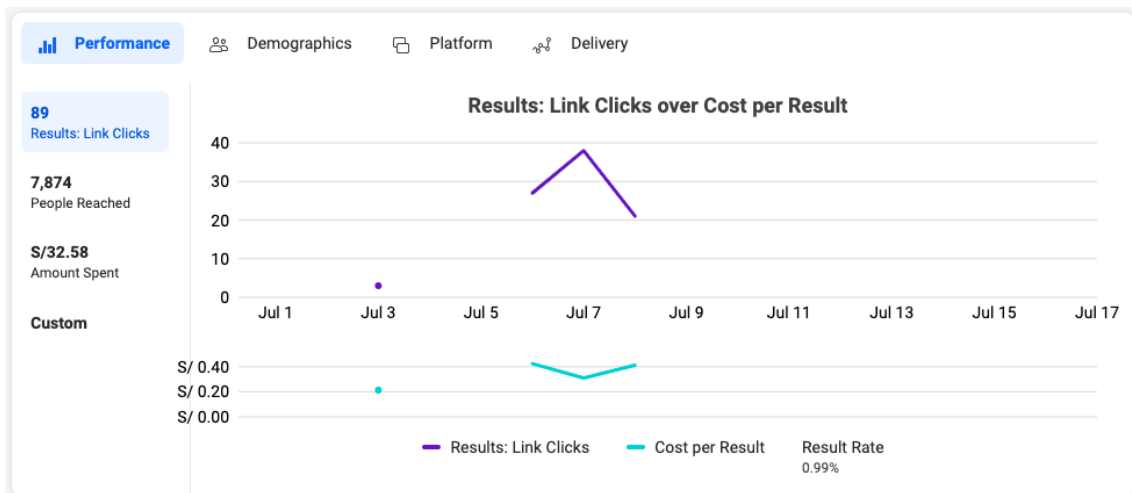 Performance
Demographics
Platform
Delivery
89
Results: Link Clicks
7,874
People Reached
S/32.58
Amount Spent
Custom
Results: Link Clicks over Cost per Result
40
30
20
10
0
Jul 1 Jul 3 Jul 5 Jul 7 Jul 9 Jul 11 Jul 13 Jul 15 Jul 17
S/ 0.40
S/ 0.20
S/ 0.00
Results: Link Clicks Cost per Result Result Rate
0.99%